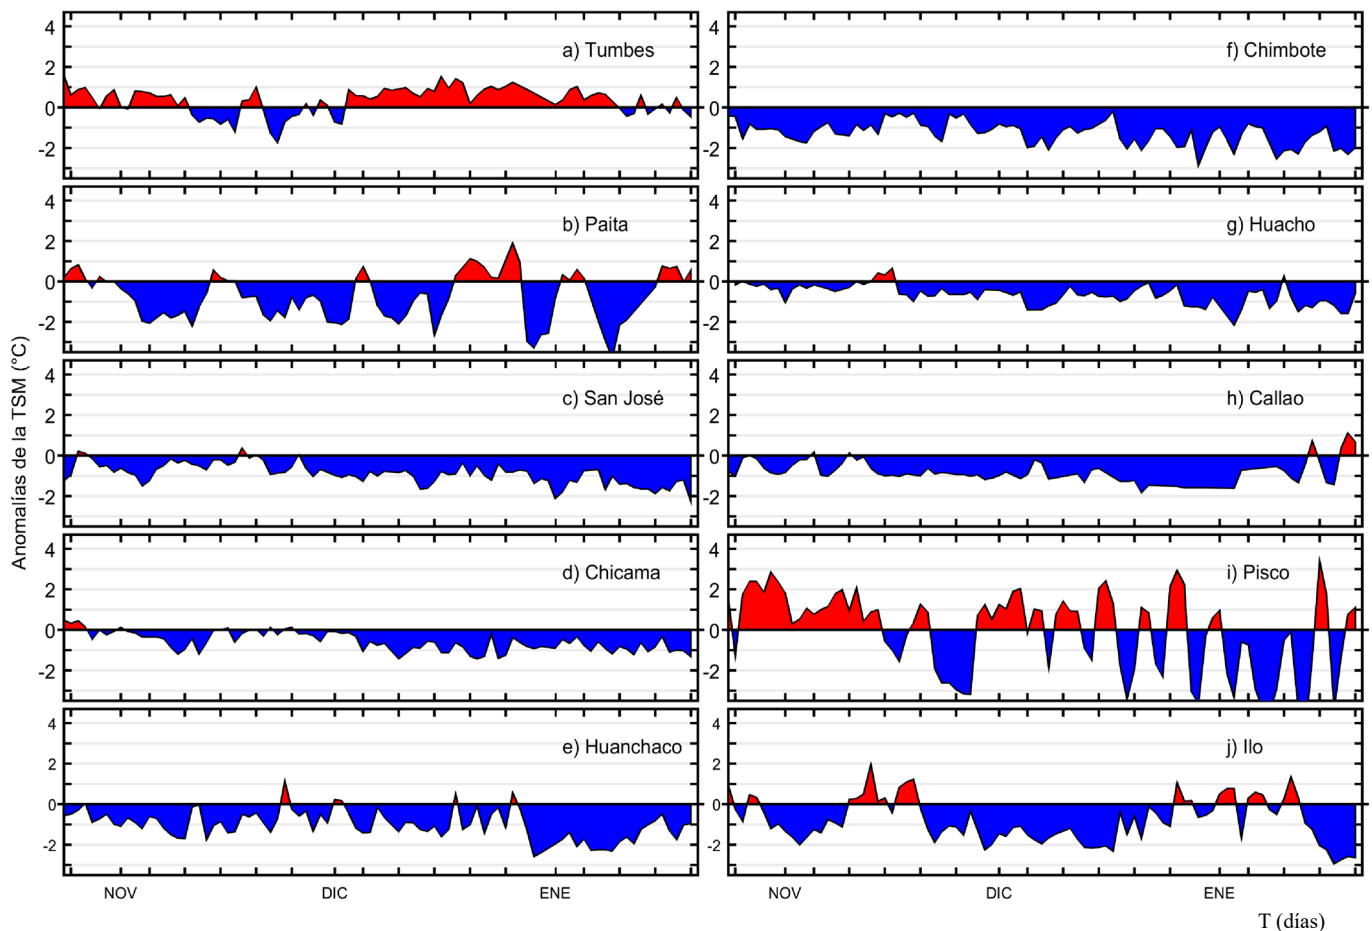 4
2
0
-2
a) Tumbes
4
2
0
-2
b) Paita
4
2
0
-2
c) San José
4
2
0
-2
d) Chicama
4
2
0
-2
e) Huanchaco
NOV DIC ENE
Anomalías de la TSM (°C)
4
2
0
-2
f) Chimbote
4
2
0
-2
g) Huacho
4
2
0
-2
h) Callao
4
2
0
-2
i) Pisco
4
2
0
-2
j) Ilo
NOV DIC ENE
T (días)